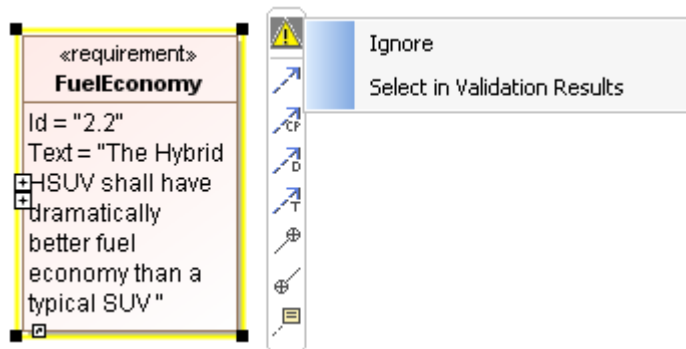 «requirement»
FuelEconomy
Id = "2.2"
Text = "The Hybrid
HSUV shall have
dramatically
better fuel
economy than a
typical SUV "
Ignore
Select in Validation Results
CP
D
T